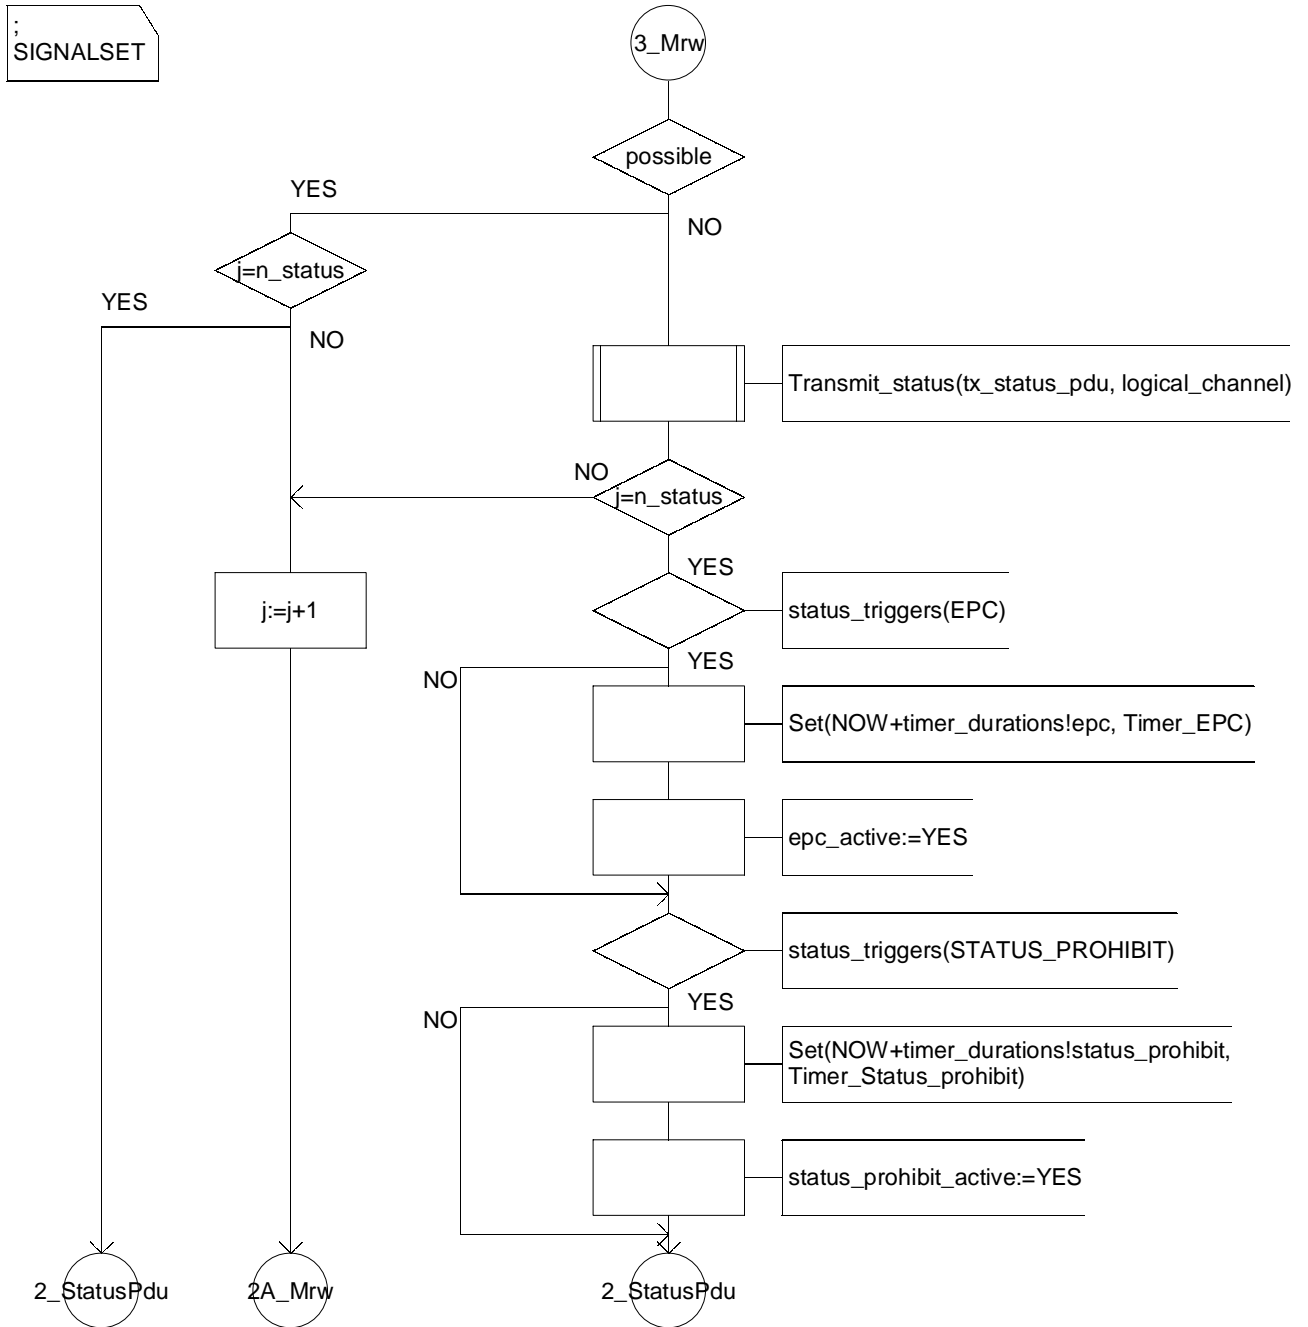 ;
SIGNALSET
3_Mrw
possible
YES
NO
j=n_status
YES
NO
Transmit_status(tx_status_pdu, logical_channel)
NO
j=n_status
YES
j:=j+1
status_triggers(EPC)
YES
NO
Set(NOW+timer_durations!epc, Timer_EPC)
epc_active:=YES
status_triggers(STATUS_PROHIBIT)
YES
NO
Set(NOW+timer_durations!status_prohibit,
Timer_Status_prohibit)
status_prohibit_active:=YES
2_StatusPdu
2A_Mrw
2_StatusPdu